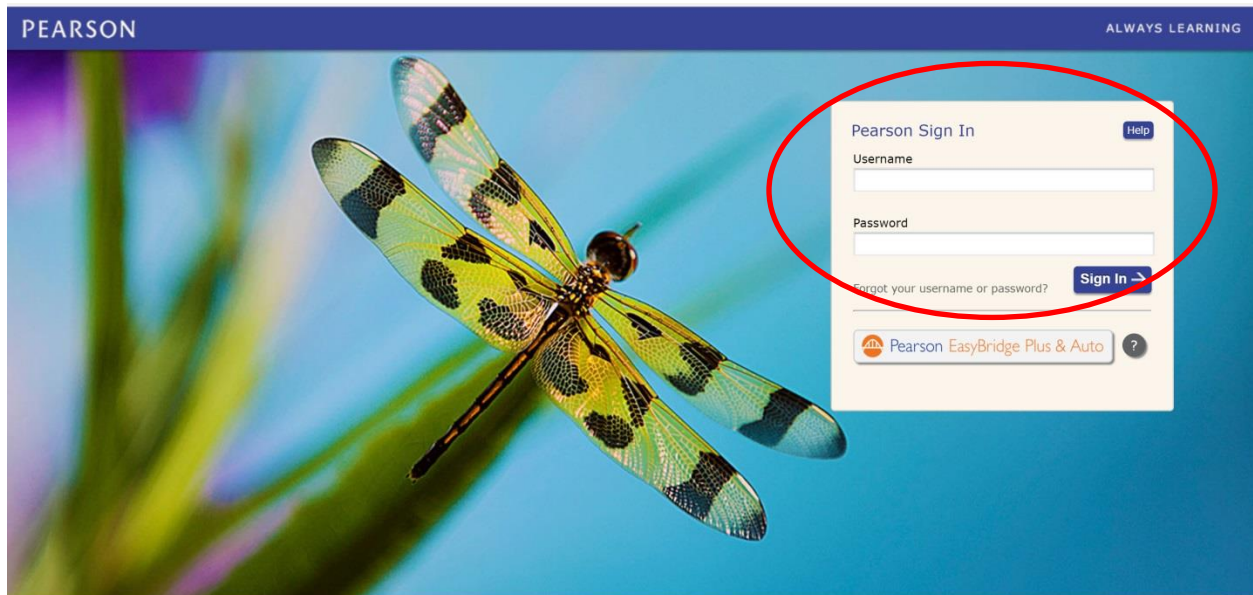 PEARSON
ALWAYS LEARNING
Pearson Sign In
Help
Username
Password
Forgot your username or password?
Sign In →
Pearson EasyBridge Plus & Auto
?